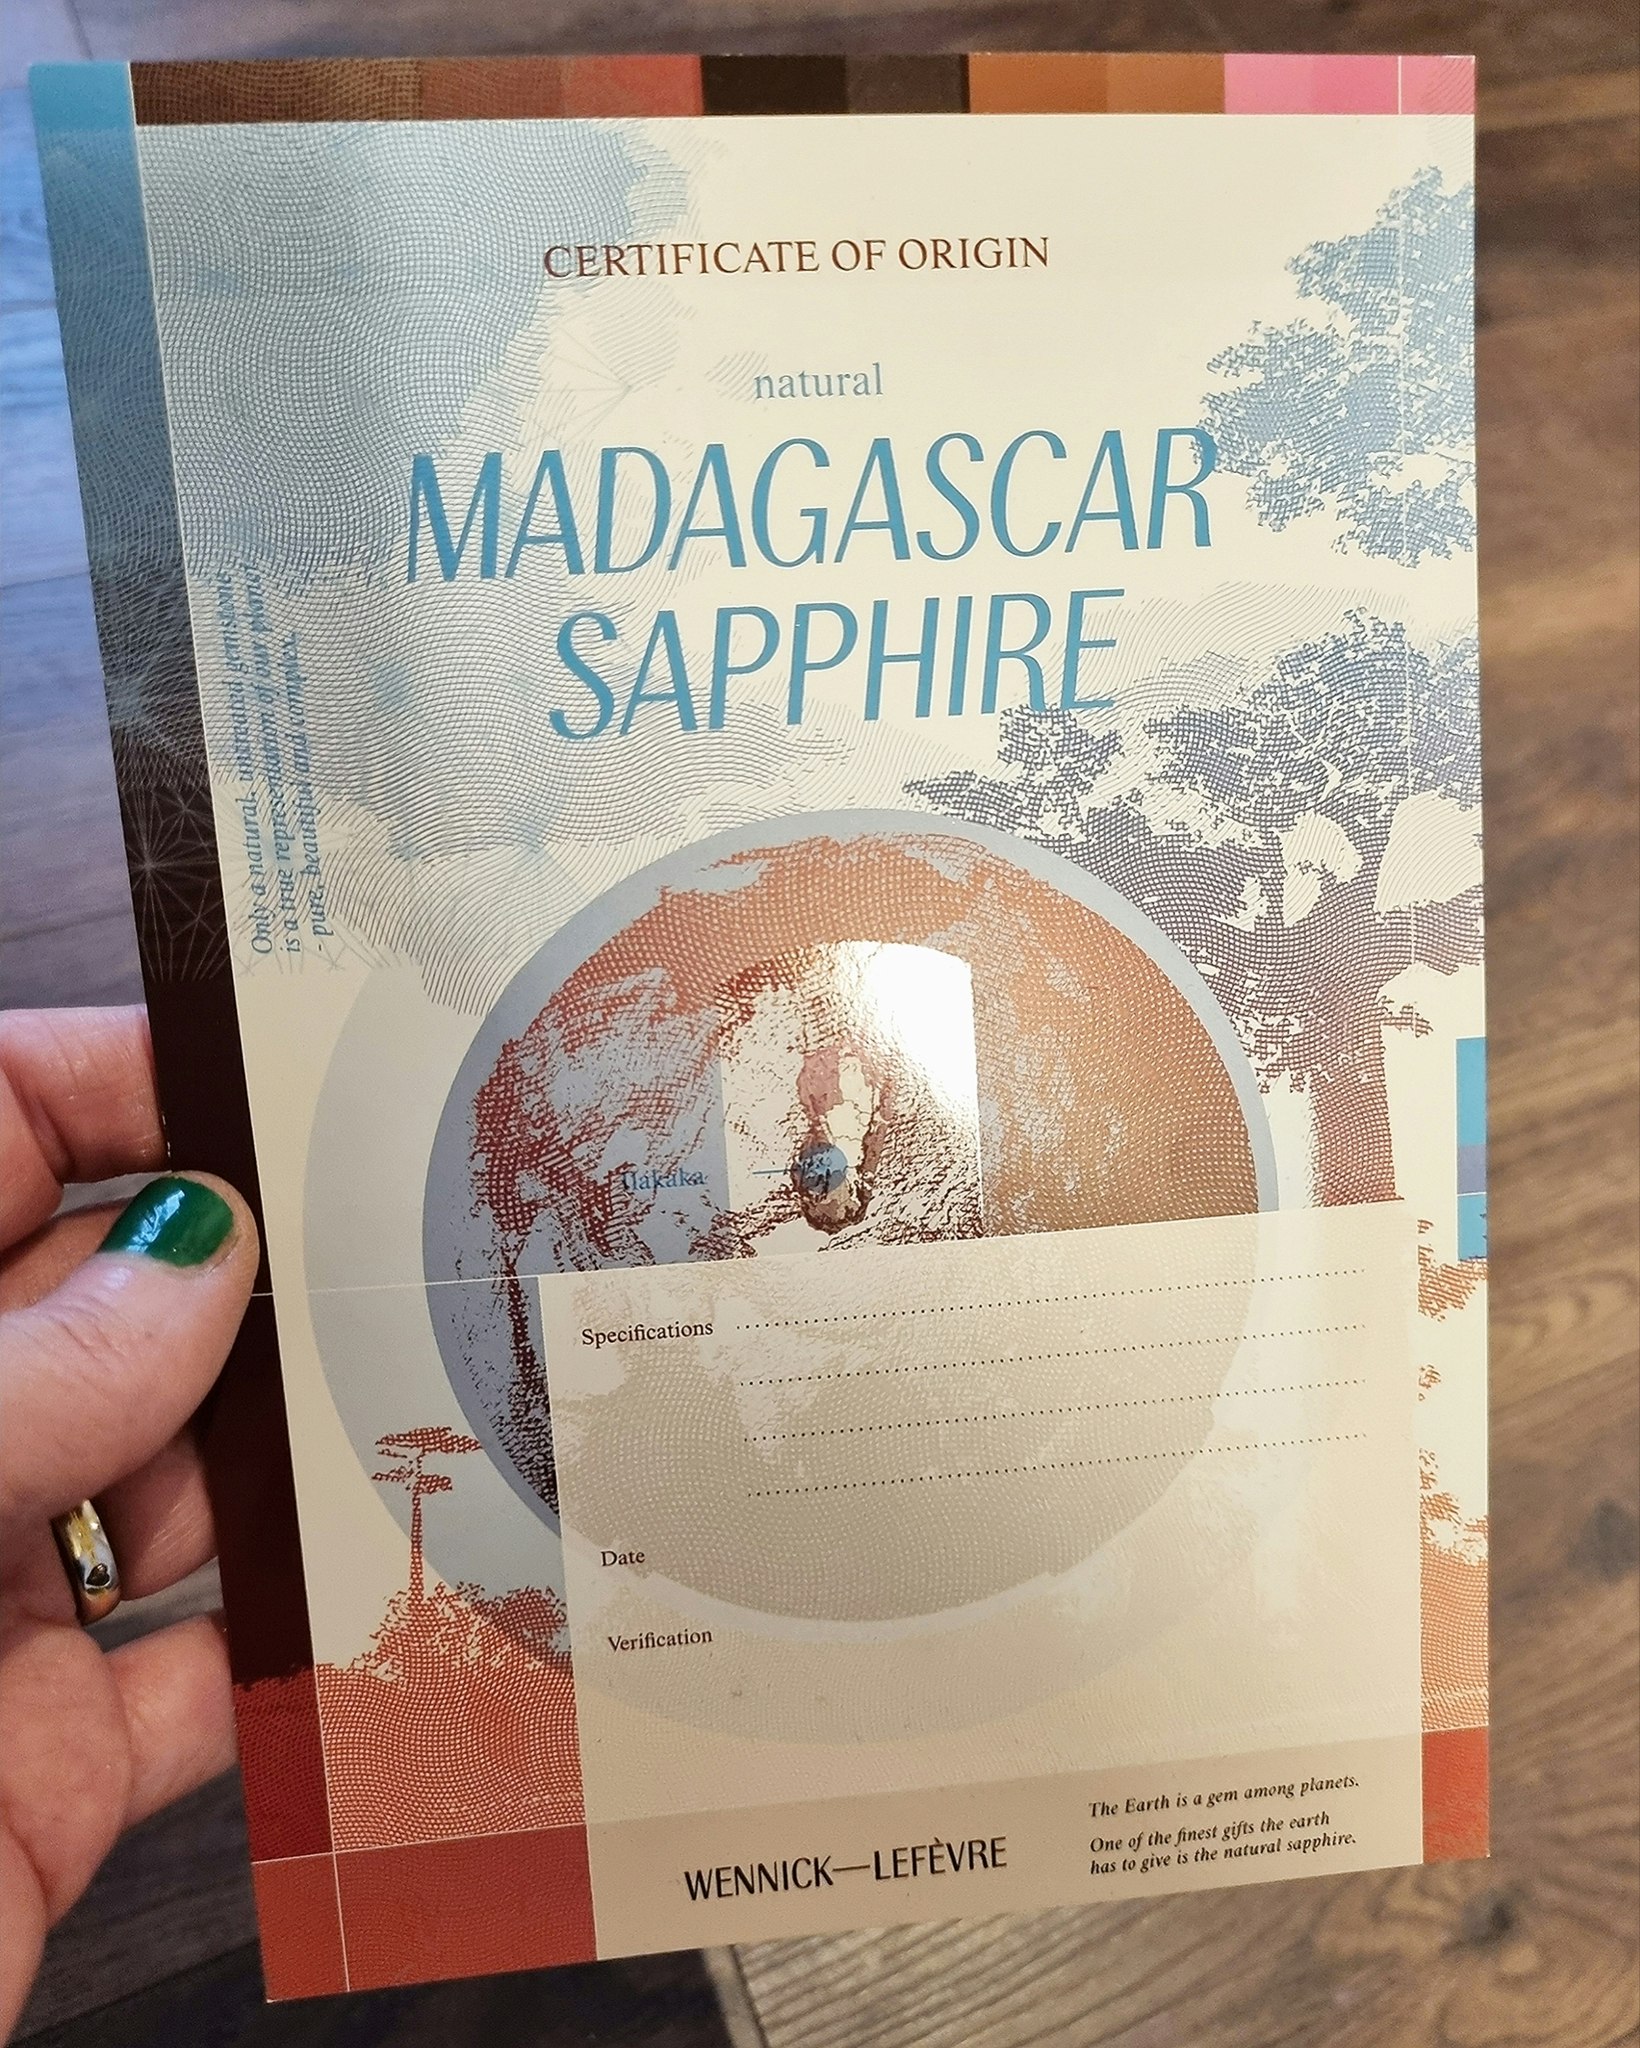 CERTIFICATE OF ORIGIN
natural
MADAGASCAR
SAPPHIRE
Only a natural, untreated gemstone
is a true representation of our planet
- pure, beautiful and complex.
Ilakaka
Specifications
Date
Verification
WENNICK—LEFÈVRE
The Earth is a gem among planets.
One of the finest gifts the earth
has to give is the natural sapphire.